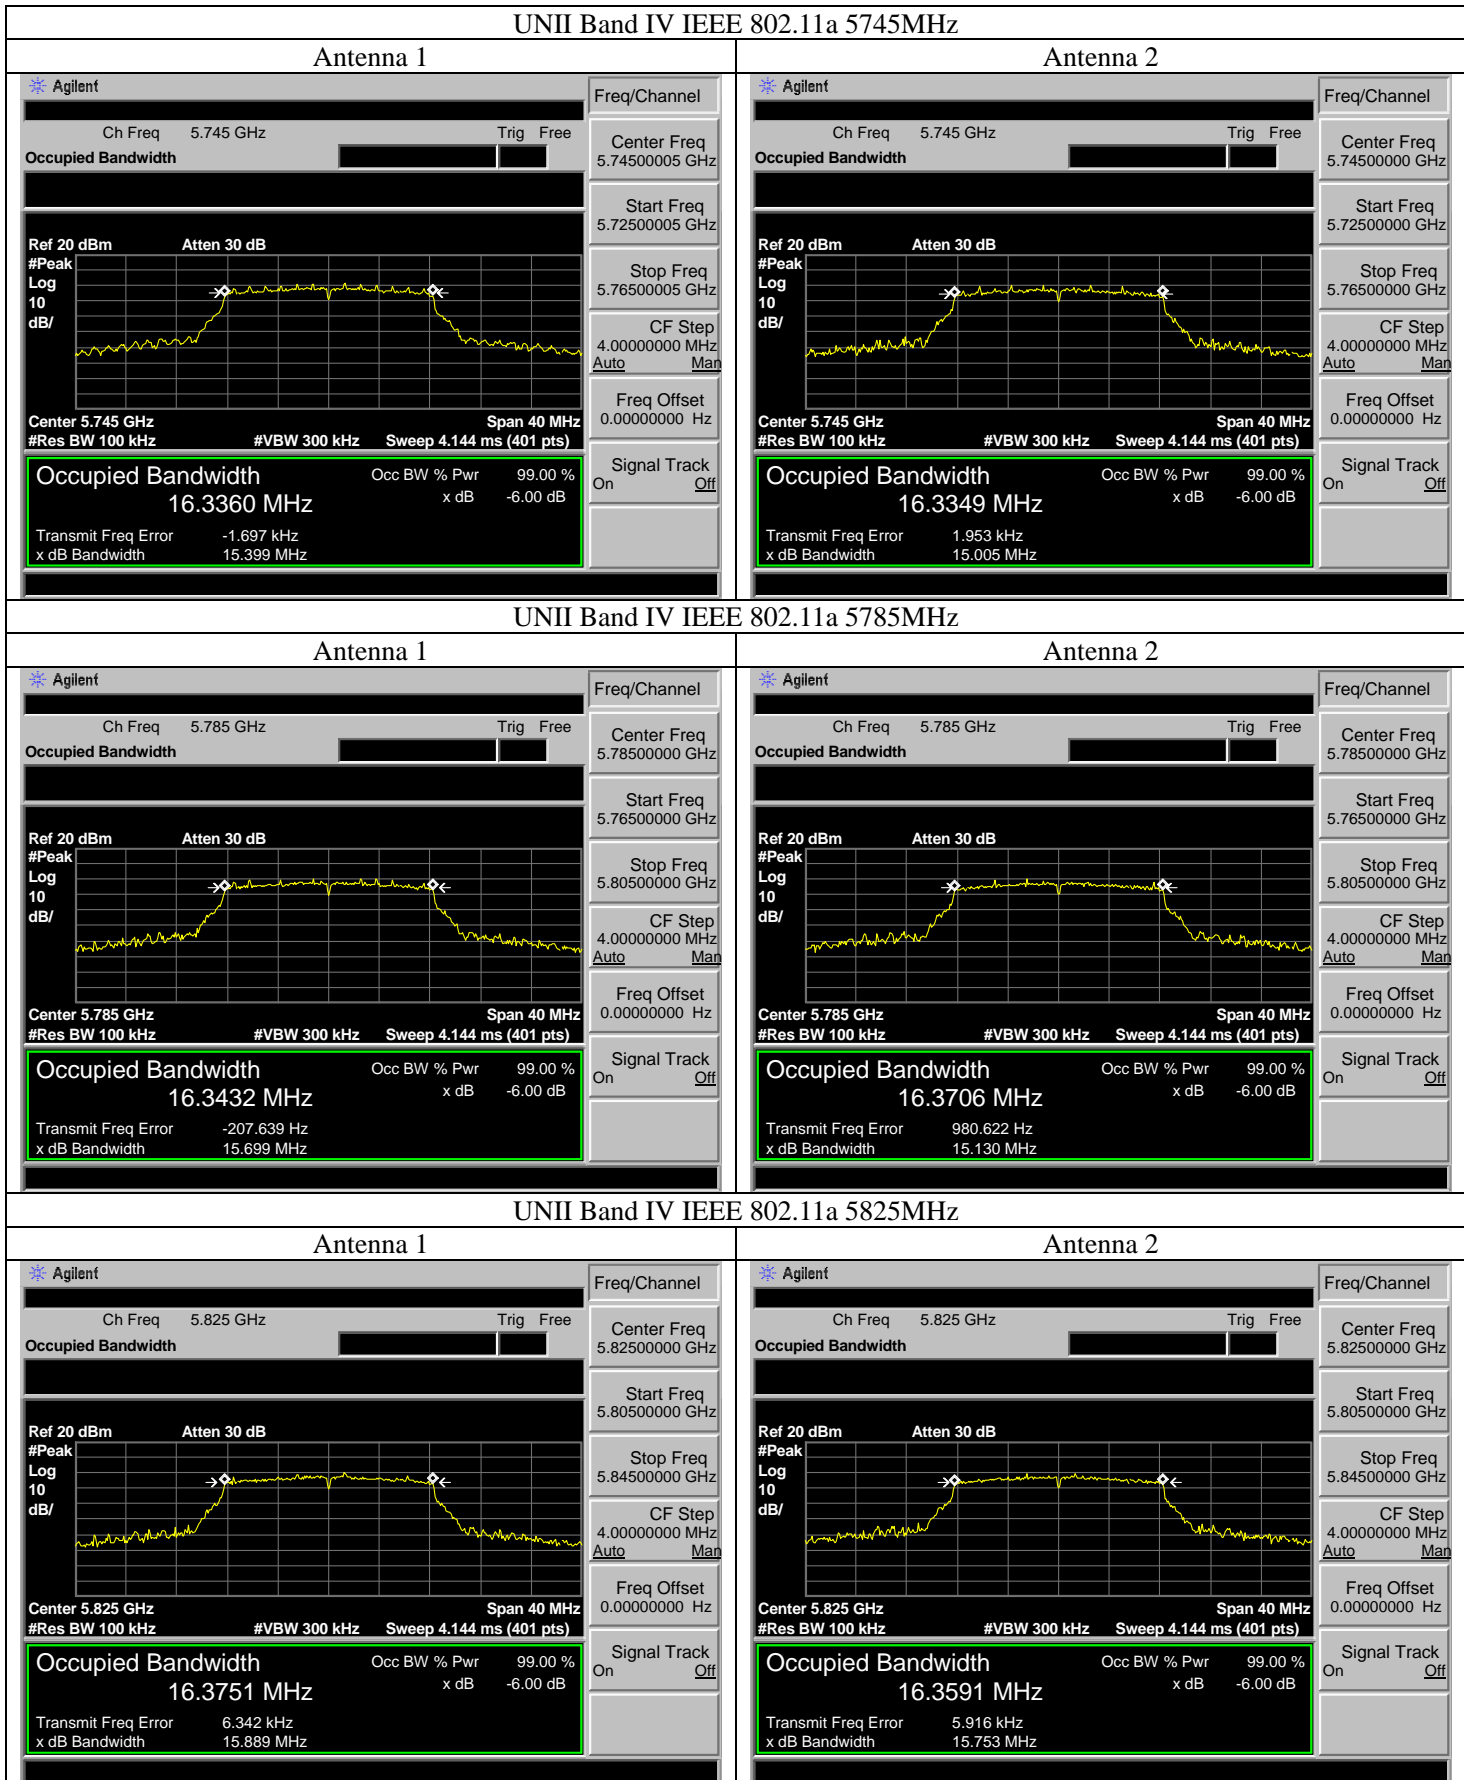 UNII Band IV IEEE 802.11a 5745MHz
Antenna 1
Antenna 2
Agilent
Freq/Channel
Ch Freq 5.745 GHz Trig Free
Occupied Bandwidth
Center Freq
5.74500005 GHz
Start Freq
5.72500005 GHz
Ref 20 dBm Atten 30 dB
#Peak
Log
10
dB/
Stop Freq
5.76500005 GHz
CF Step
4.00000000 MHz
Auto Man
Freq Offset
0.00000000 Hz
Center 5.745 GHz Span 40 MHz
#Res BW 100 kHz #VBW 300 kHz Sweep 4.144 ms (401 pts)
Signal Track
On Off
Occupied Bandwidth Occ BW % Pwr 99.00 %
16.3360 MHz x dB -6.00 dB
Transmit Freq Error -1.697 kHz
x dB Bandwidth 15.399 MHz
Agilent
Freq/Channel
Ch Freq 5.745 GHz Trig Free
Occupied Bandwidth
Center Freq
5.74500000 GHz
Start Freq
5.72500000 GHz
Ref 20 dBm Atten 30 dB
#Peak
Log
10
dB/
Stop Freq
5.76500000 GHz
CF Step
4.00000000 MHz
Auto Man
Freq Offset
0.00000000 Hz
Center 5.745 GHz Span 40 MHz
#Res BW 100 kHz #VBW 300 kHz Sweep 4.144 ms (401 pts)
Signal Track
On Off
Occupied Bandwidth Occ BW % Pwr 99.00 %
16.3349 MHz x dB -6.00 dB
Transmit Freq Error 1.953 kHz
x dB Bandwidth 15.005 MHz
UNII Band IV IEEE 802.11a 5785MHz
Antenna 1
Antenna 2
Agilent
Freq/Channel
Ch Freq 5.785 GHz Trig Free
Occupied Bandwidth
Center Freq
5.78500000 GHz
Start Freq
5.76500000 GHz
Ref 20 dBm Atten 30 dB
#Peak
Log
10
dB/
Stop Freq
5.80500000 GHz
CF Step
4.00000000 MHz
Auto Man
Freq Offset
0.00000000 Hz
Center 5.785 GHz Span 40 MHz
#Res BW 100 kHz #VBW 300 kHz Sweep 4.144 ms (401 pts)
Signal Track
On Off
Occupied Bandwidth Occ BW % Pwr 99.00 %
16.3432 MHz x dB -6.00 dB
Transmit Freq Error -207.639 Hz
x dB Bandwidth 15.699 MHz
Agilent
Freq/Channel
Ch Freq 5.785 GHz Trig Free
Occupied Bandwidth
Center Freq
5.78500000 GHz
Start Freq
5.76500000 GHz
Ref 20 dBm Atten 30 dB
#Peak
Log
10
dB/
Stop Freq
5.80500000 GHz
CF Step
4.00000000 MHz
Auto Man
Freq Offset
0.00000000 Hz
Center 5.785 GHz Span 40 MHz
#Res BW 100 kHz #VBW 300 kHz Sweep 4.144 ms (401 pts)
Signal Track
On Off
Occupied Bandwidth Occ BW % Pwr 99.00 %
16.3706 MHz x dB -6.00 dB
Transmit Freq Error 980.622 Hz
x dB Bandwidth 15.130 MHz
UNII Band IV IEEE 802.11a 5825MHz
Antenna 1
Antenna 2
Agilent
Freq/Channel
Ch Freq 5.825 GHz Trig Free
Occupied Bandwidth
Center Freq
5.82500000 GHz
Start Freq
5.80500000 GHz
Ref 20 dBm Atten 30 dB
#Peak
Log
10
dB/
Stop Freq
5.84500000 GHz
CF Step
4.00000000 MHz
Auto Man
Freq Offset
0.00000000 Hz
Center 5.825 GHz Span 40 MHz
#Res BW 100 kHz #VBW 300 kHz Sweep 4.144 ms (401 pts)
Signal Track
On Off
Occupied Bandwidth Occ BW % Pwr 99.00 %
16.3751 MHz x dB -6.00 dB
Transmit Freq Error 6.342 kHz
x dB Bandwidth 15.889 MHz
Agilent
Freq/Channel
Ch Freq 5.825 GHz Trig Free
Occupied Bandwidth
Center Freq
5.82500000 GHz
Start Freq
5.80500000 GHz
Ref 20 dBm Atten 30 dB
#Peak
Log
10
dB/
Stop Freq
5.84500000 GHz
CF Step
4.00000000 MHz
Auto Man
Freq Offset
0.00000000 Hz
Center 5.825 GHz Span 40 MHz
#Res BW 100 kHz #VBW 300 kHz Sweep 4.144 ms (401 pts)
Signal Track
On Off
Occupied Bandwidth Occ BW % Pwr 99.00 %
16.3591 MHz x dB -6.00 dB
Transmit Freq Error 5.916 kHz
x dB Bandwidth 15.753 MHz